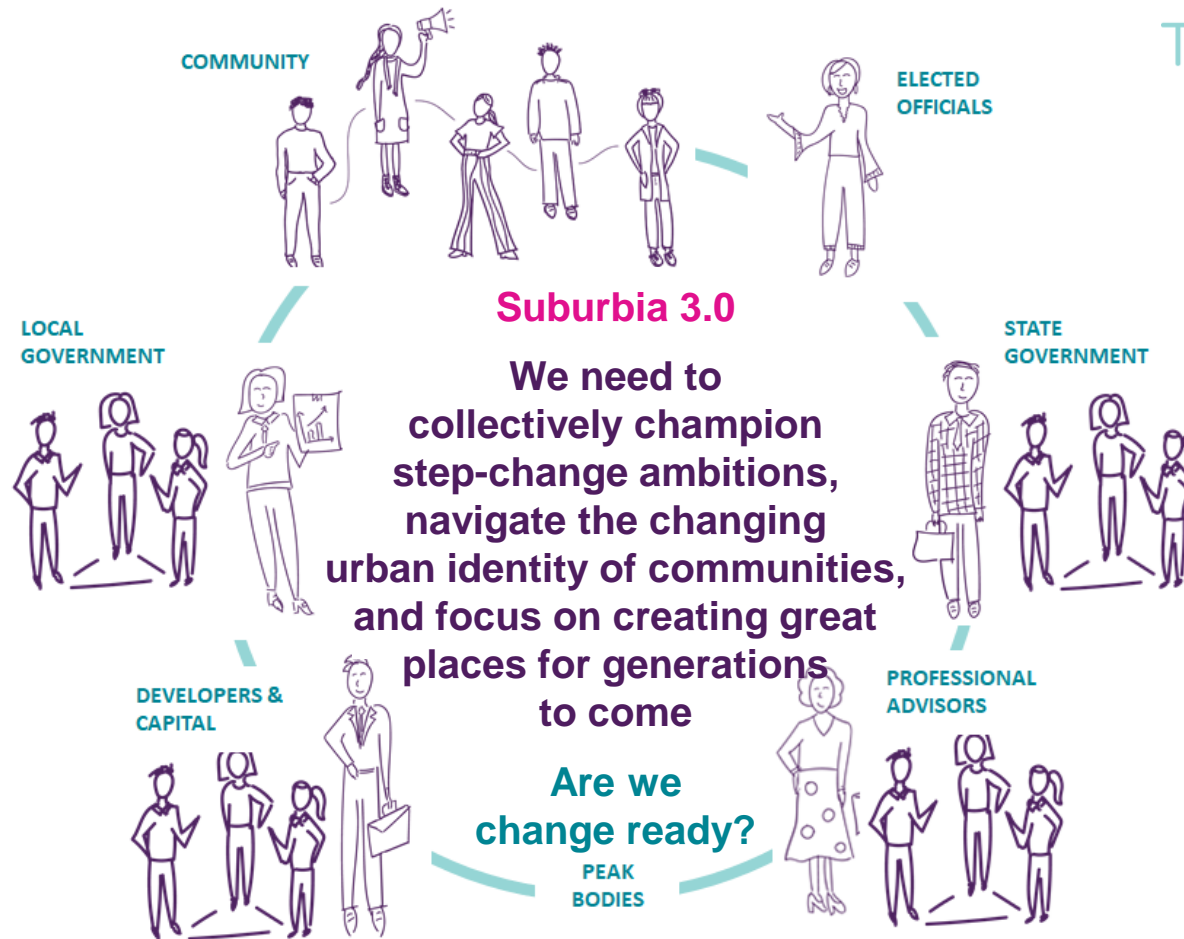 T
COMMUNITY
ELECTED
OFFICIALS
LOCAL
GOVERNMENT
STATE
GOVERNMENT
Suburbia 3.0
We need to
collectively champion
step-change ambitions,
navigate the changing
urban identity of communities,
and focus on creating great
places for generations
to come
DEVELOPERS &
CAPITAL
PROFESSIONAL
ADVISORS
Are we
change ready?
PEAK
BODIES